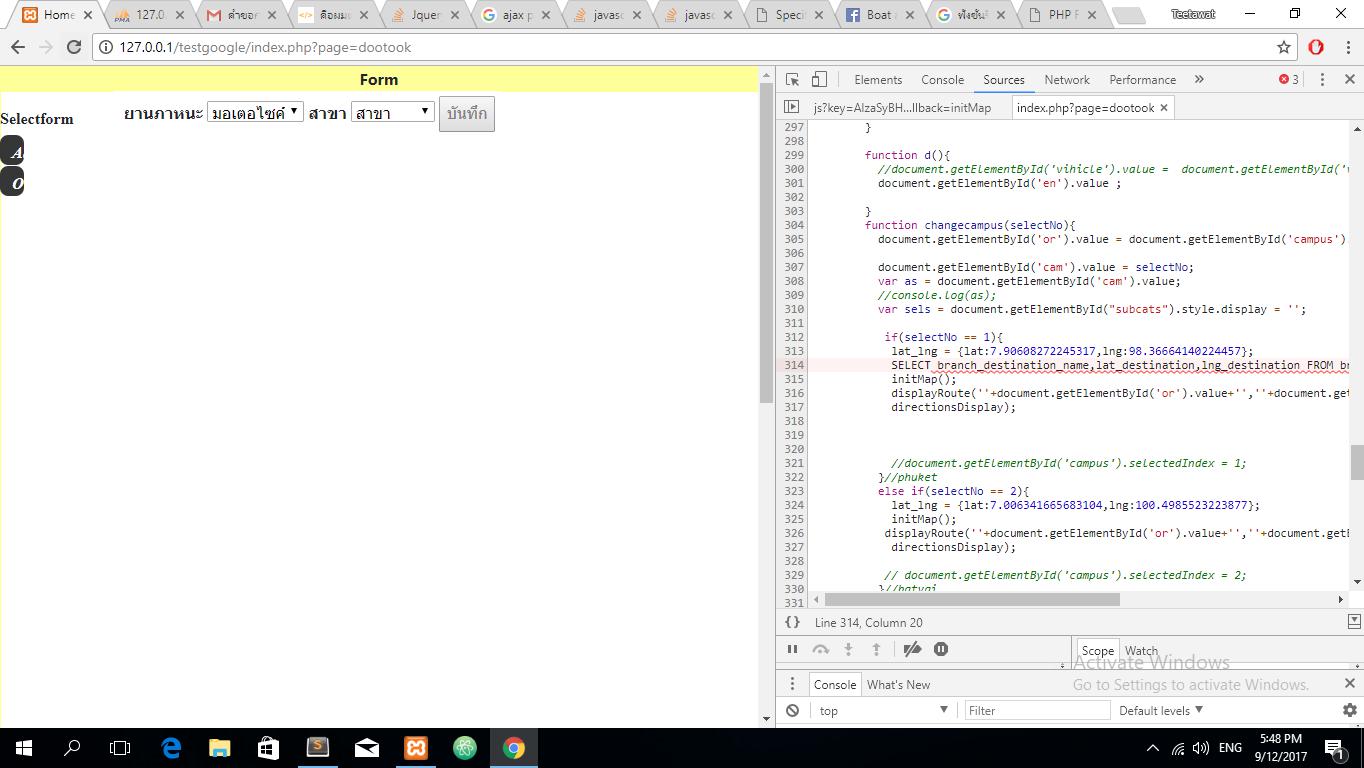 Home
127.0
คำขอ
คือผม
Jquer
ajax p
javasc
javasc
Speci
Boat
ฟังชั่น
PHP F
Teetawat
127.0.0.1/testgoogle/index.php?page=dootook
Form
Selectform
ยานภาหนะ มอเตอไซค์ สาขา สาขา บันทึก
A
O
Elements Console Sources Network Performance » 3
js?key=AIzaSyBH...llback=initMap index.php?page=dootook
297 }
298
299 function d(){
300 //document.getElementById('vihicle').value = document.getElementById('
301 document.getElementById('en').value ;
302
303 }
304 function changecampus(selectNo){
305 document.getElementById('or').value = document.getElementById('campus')
306
307 document.getElementById('cam').value = selectNo;
308 var as = document.getElementById('cam').value;
309 //console.log(as);
310 var sels = document.getElementById("subcats").style.display = '';
311
312 if(selectNo == 1){
313 lat_lng = {lat:7.90608272245317,lng:98.36664140224457};
314 SELECT branch_destination_name,lat_destination,lng_destination FROM br
315 initMap();
316 displayRoute(''+document.getElementById('or').value+'',''+document.get
317 directionsDisplay);
318
319
320
321 //document.getElementById('campus').selectedIndex = 1;
322 }//phuket
323 else if(selectNo == 2){
324 lat_lng = {lat:7.006341665683104,lng:100.4985523223877};
325 initMap();
326 displayRoute(''+document.getElementById('or').value+'',''+document.getE
327 directionsDisplay);
328
329 // document.getElementById('campus').selectedIndex = 2;
330 }//hatyai
331
{} Line 314, Column 20
Scope Watch
Activate Windows
Go to Settings to activate Windows.
Console What's New
top Filter Default levels
ENG
5:48 PM
9/12/2017
1